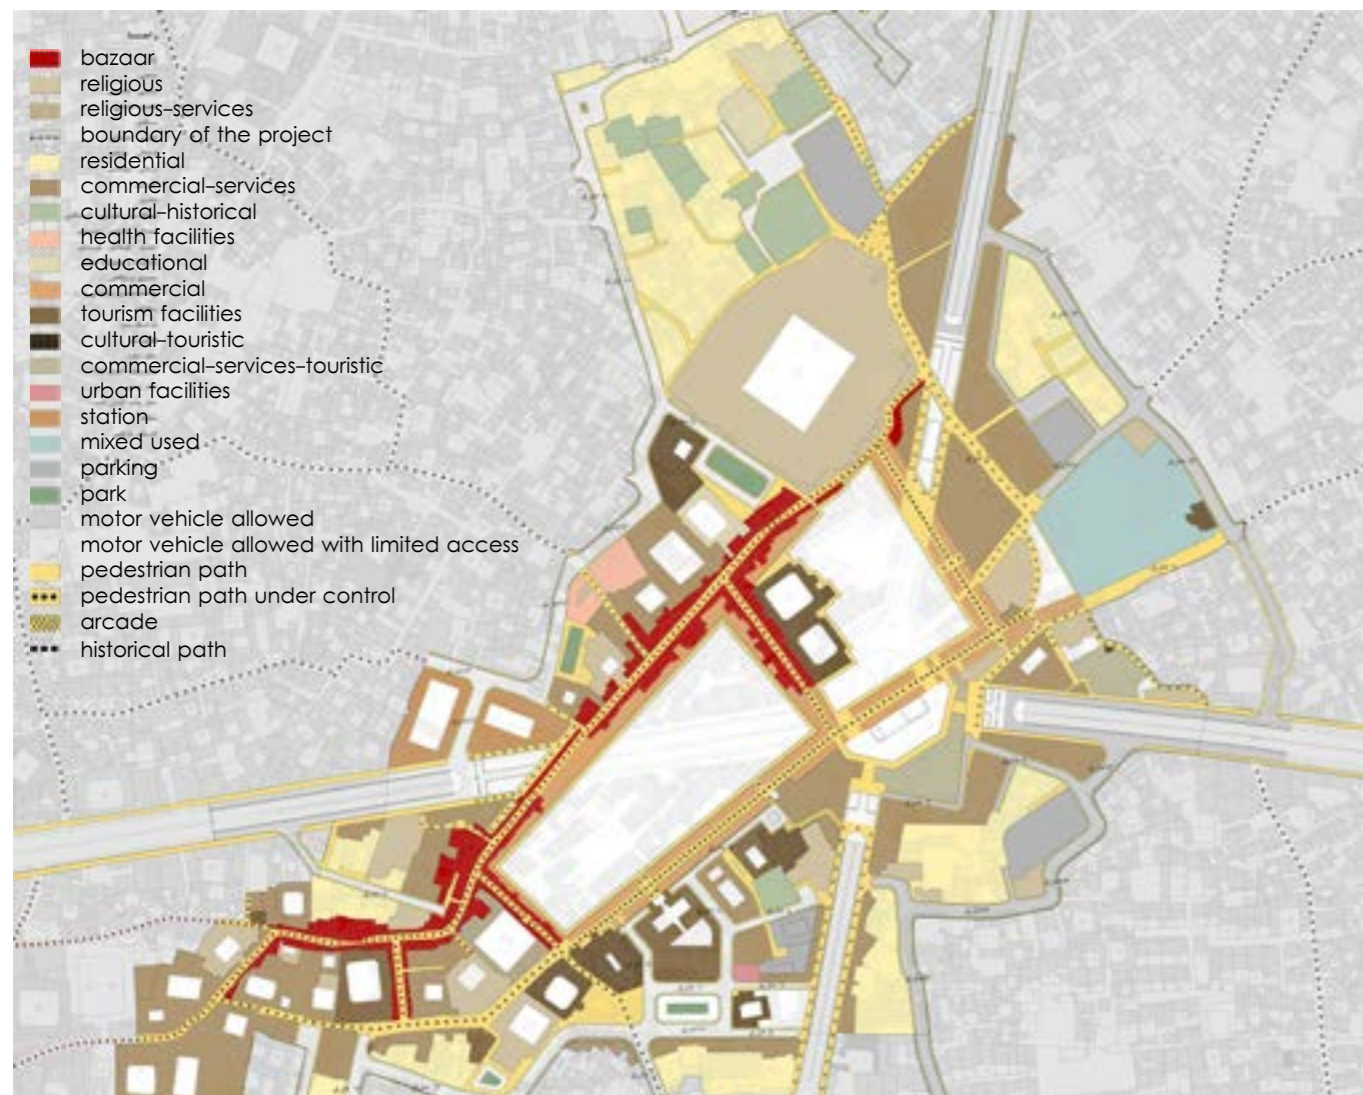 bazaar
religious
religious-services
boundary of the project
residential
commercial-services
cultural-historical
health facilities
educational
commercial
tourism facilities
cultural-touristic
commercial-services-touristic
urban facilities
station
mixed used
parking
park
motor vehicle allowed
motor vehicle allowed with limited access
pedestrian path
pedestrian path under control
arcade
historical path